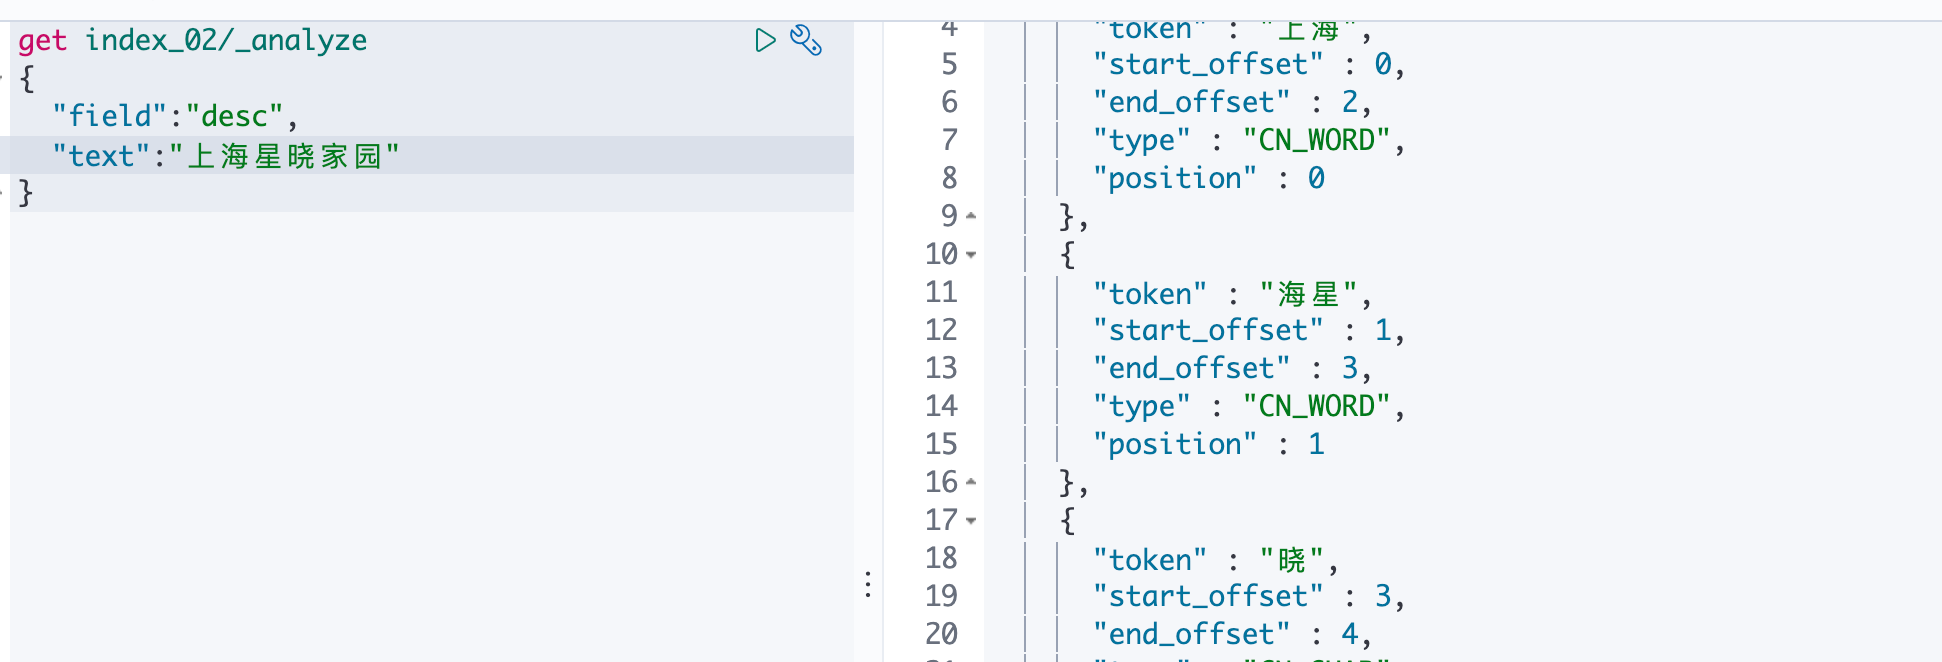 get index_02/_analyze
{
"field":"desc",
"text":"上海星晓家园"
}
4 "token" : "上海",
5 "start_offset" : 0,
6 "end_offset" : 2,
7 "type" : "CN_WORD",
8 "position" : 0
9 },
10 {
11 "token" : "海星",
12 "start_offset" : 1,
13 "end_offset" : 3,
14 "type" : "CN_WORD",
15 "position" : 1
16 },
17 {
18 "token" : "晓",
19 "start_offset" : 3,
20 "end_offset" : 4,